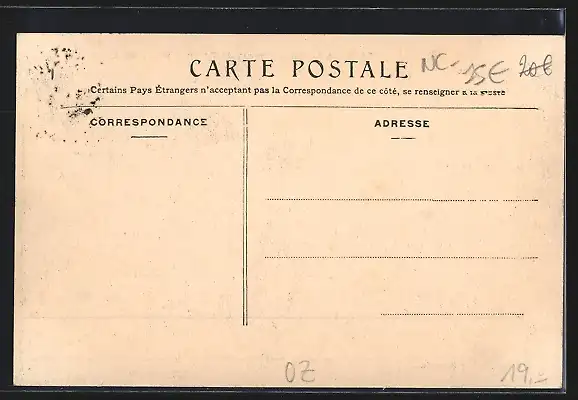 CARTE POSTALE NC- 15€ 20€
Certains Pays Étrangers n'acceptant pas la Correspondance de ce côté, se renseigner à la Poste
CORRESPONDANCE
ADRESSE
OZ
19.-